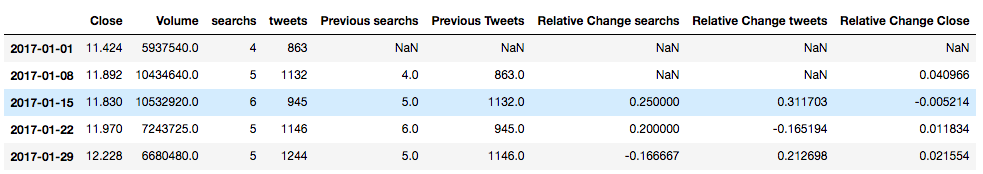 Close Volume searchs tweets Previous searchs Previous Tweets Relative Change searchs Relative Change tweets Relative Change Close
2017-01-01 11.424 5937540.0 4 863 NaN NaN NaN NaN NaN
2017-01-08 11.892 10434640.0 5 1132 4.0 863.0 NaN NaN 0.040966
2017-01-15 11.830 10532920.0 6 945 5.0 1132.0 0.250000 0.311703 -0.005214
2017-01-22 11.970 7243725.0 5 1146 6.0 945.0 0.200000 -0.165194 0.011834
2017-01-29 12.228 6680480.0 5 1244 5.0 1146.0 -0.166667 0.212698 0.021554